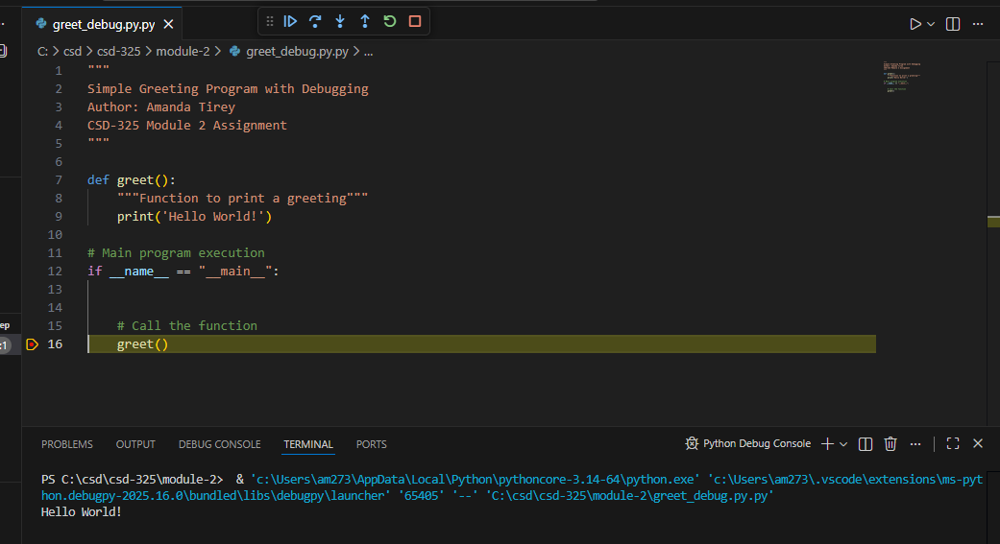 greet_debug.py.py
C: > csd > csd-325 > module-2 > greet_debug.py.py > ...
1 """
2 Simple Greeting Program with Debugging
3 Author: Amanda Tirey
4 CSD-325 Module 2 Assignment
5 """
6
7 def greet():
8 """Function to print a greeting"""
9 print('Hello World!')
10
11 # Main program execution
12 if __name__ == "__main__":
13
14
15 # Call the function
16 greet()
ep
:1
PROBLEMS OUTPUT DEBUG CONSOLE TERMINAL PORTS Python Debug Console
PS C:\csd\csd-325\module-2> & 'c:\Users\am273\AppData\Local\Python\pythoncore-3.14-64\python.exe' 'c:\Users\am273\.vscode\extensions\ms-pyt
hon.debugpy-2025.16.0\bundled\libs\debugpy\launcher' '65405' '--' 'C:\csd\csd-325\module-2\greet_debug.py.py'
Hello World!